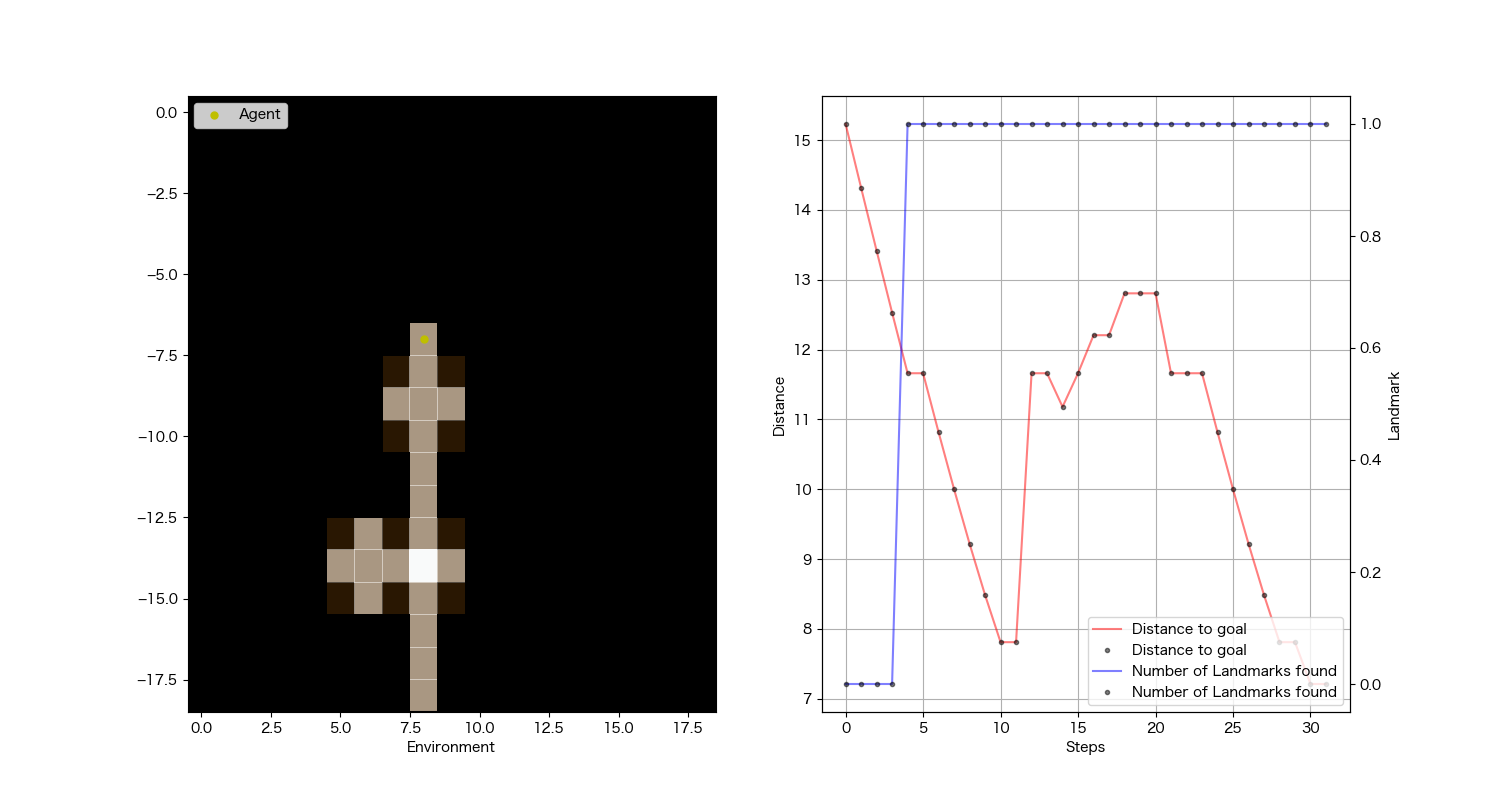 0.0
−2.5
−5.0
−7.5
−10.0
−12.5
−15.0
−17.5
Agent
0.0 2.5 5.0 7.5 10.0 12.5 15.0 17.5
Environment
15
14
13
12
11
10
9
8
7
Distance
0 5 10 15 20 25 30
Steps
1.0
0.8
0.6
0.4
0.2
0.0
Landmark
Distance to goal
Distance to goal
Number of Landmarks found
Number of Landmarks found